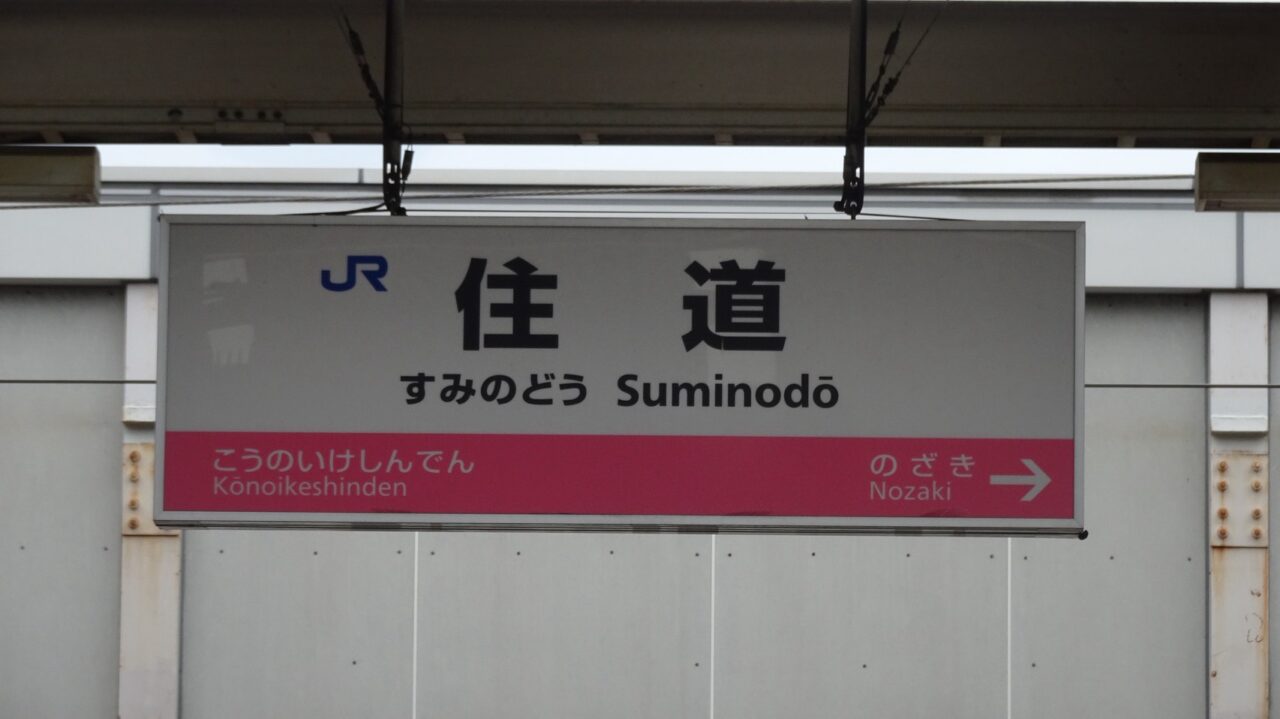 JR 住道
すみのどう Suminodō
こうのいけしんでん
Kōnoikeshinden
のざき →
Nozaki